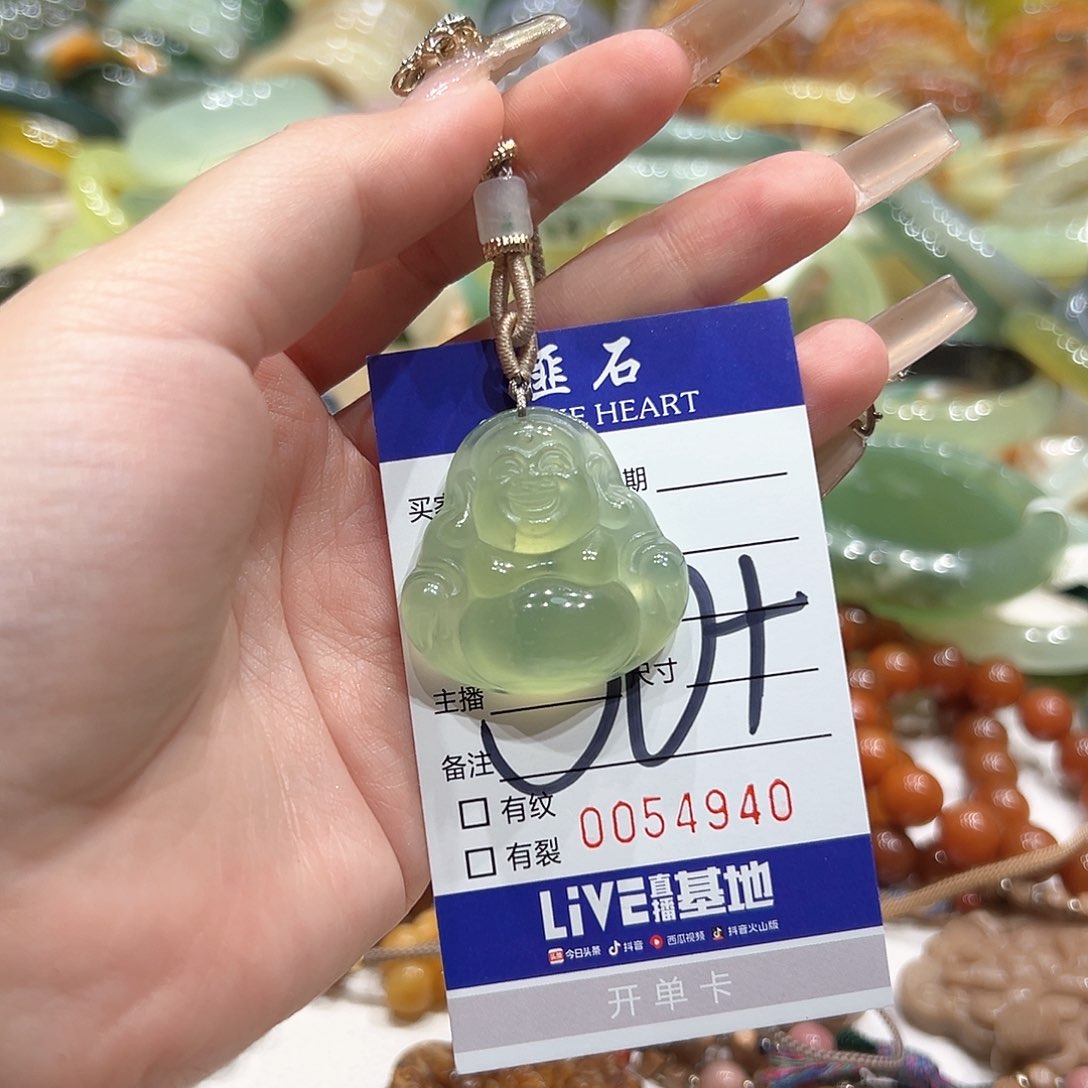 韭石
HEART
买 期
主播 尺寸
备注
有纹
有裂
0054940
LiVE直播基地
今日头条 抖音 西瓜视频 抖音火山版
开单卡